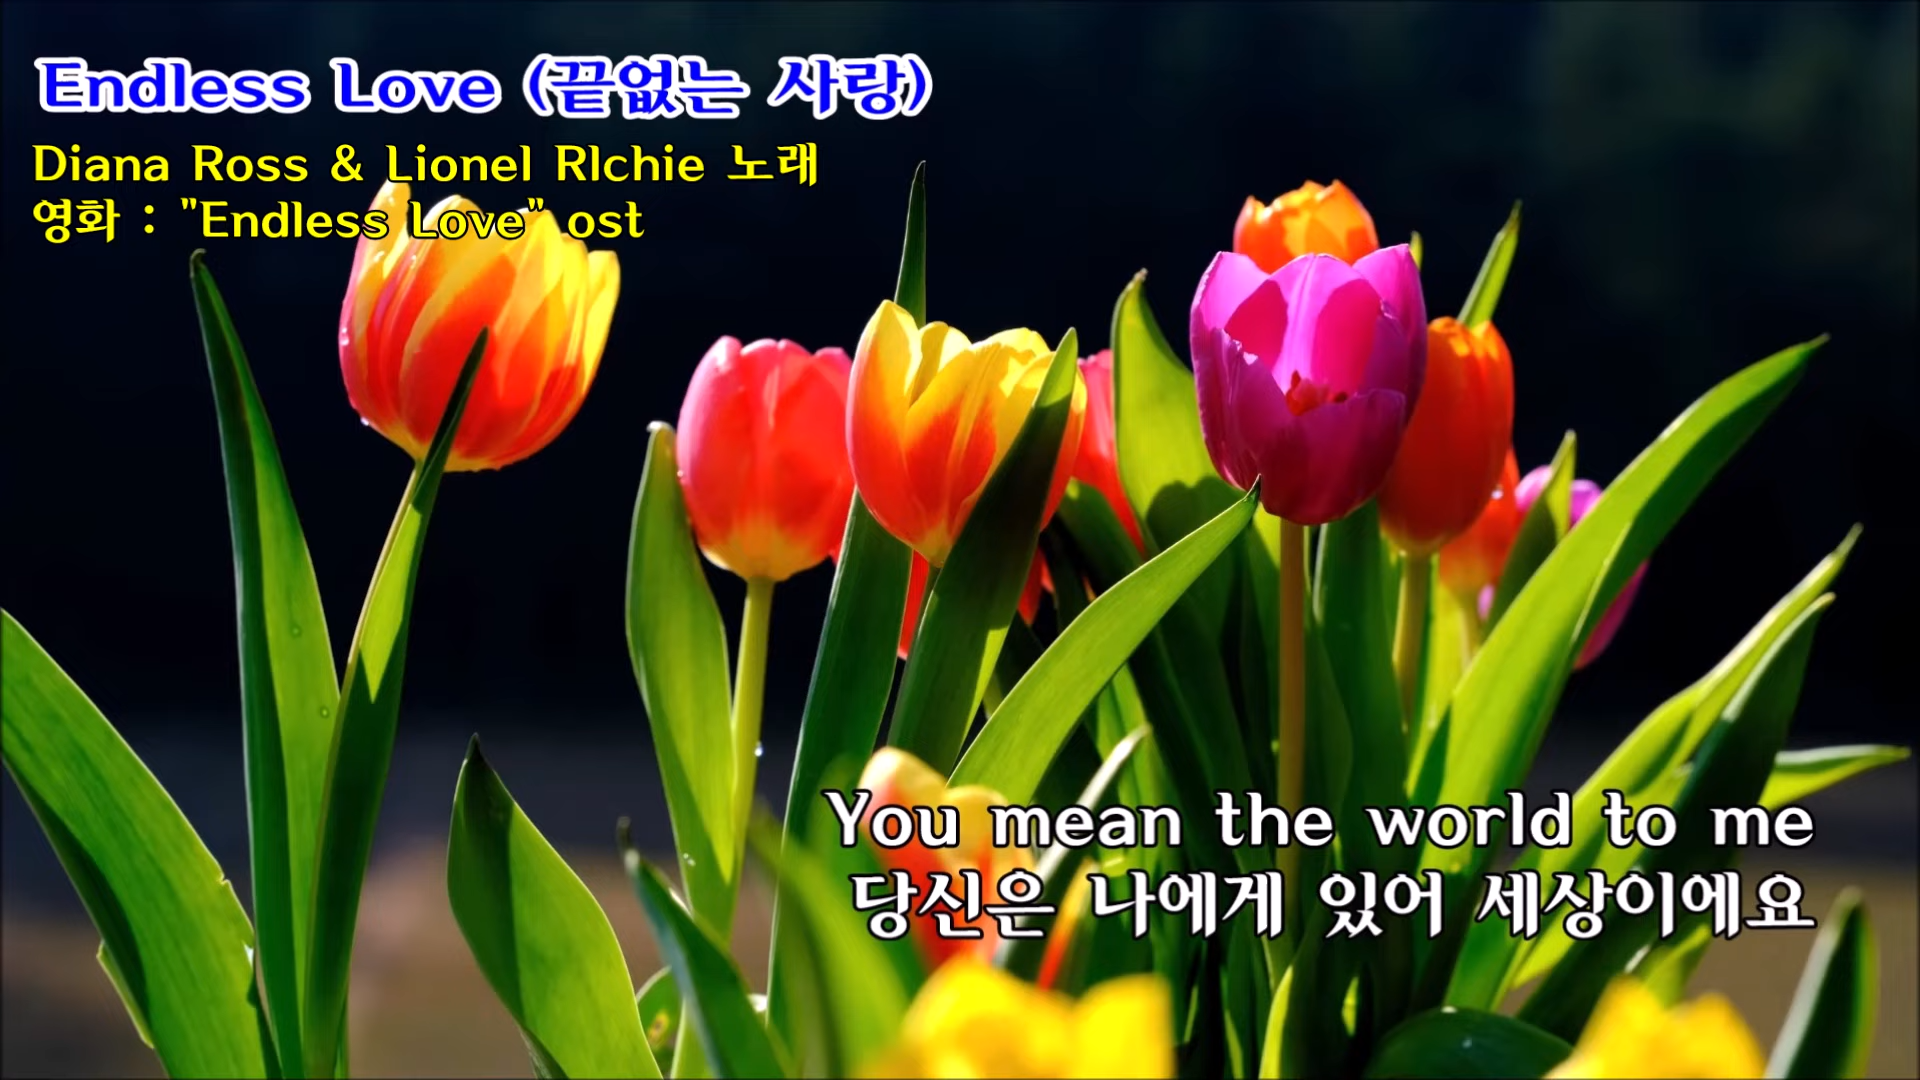 Endless Love (끝없는 사랑)
Diana Ross & Lionel RIchie 노래
영화 : "Endless Love" ost
You mean the world to me
당신은 나에게 있어 세상이에요